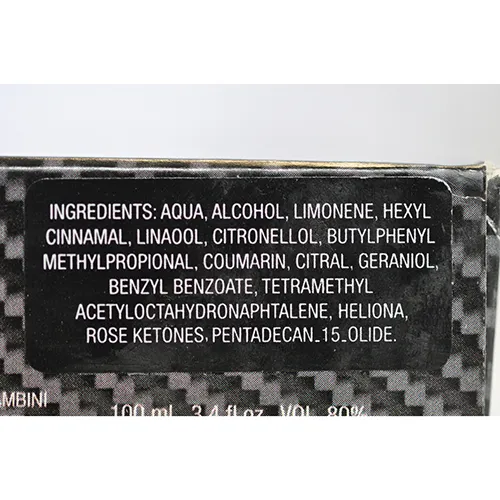 INGREDIENTS: AQUA, ALCOHOL, LIMONENE, HEXYL
CINNAMAL, LINAOOL, CITRONELLOL, BUTYLPHENYL
METHYLPROPIONAL, COUMARIN, CITRAL, GERANIOL,
BENZYL BENZOATE, TETRAMETHYL
ACETYLOCTAHYDRONAPHTALENE, HELIONA,
ROSE KETONES, PENTADECAN_15_OLIDE.
AMBINI
100 ml 3.4 fl oz VOL 80%